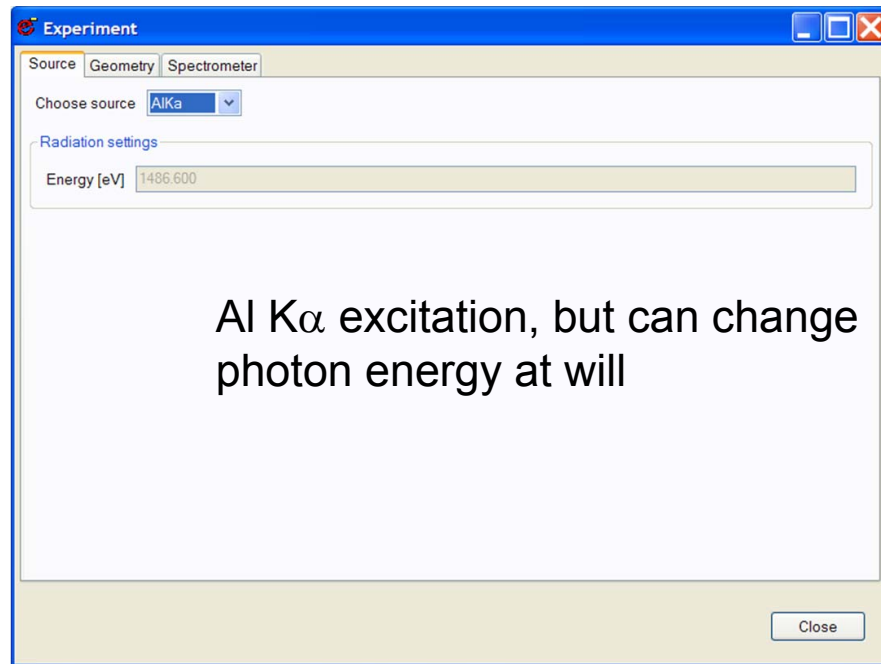 Experiment
Source Geometry Spectrometer
Choose source AlKa
Radiation settings
Energy [eV] 1486.600
Al Kα excitation, but can change
photon energy at will
Close